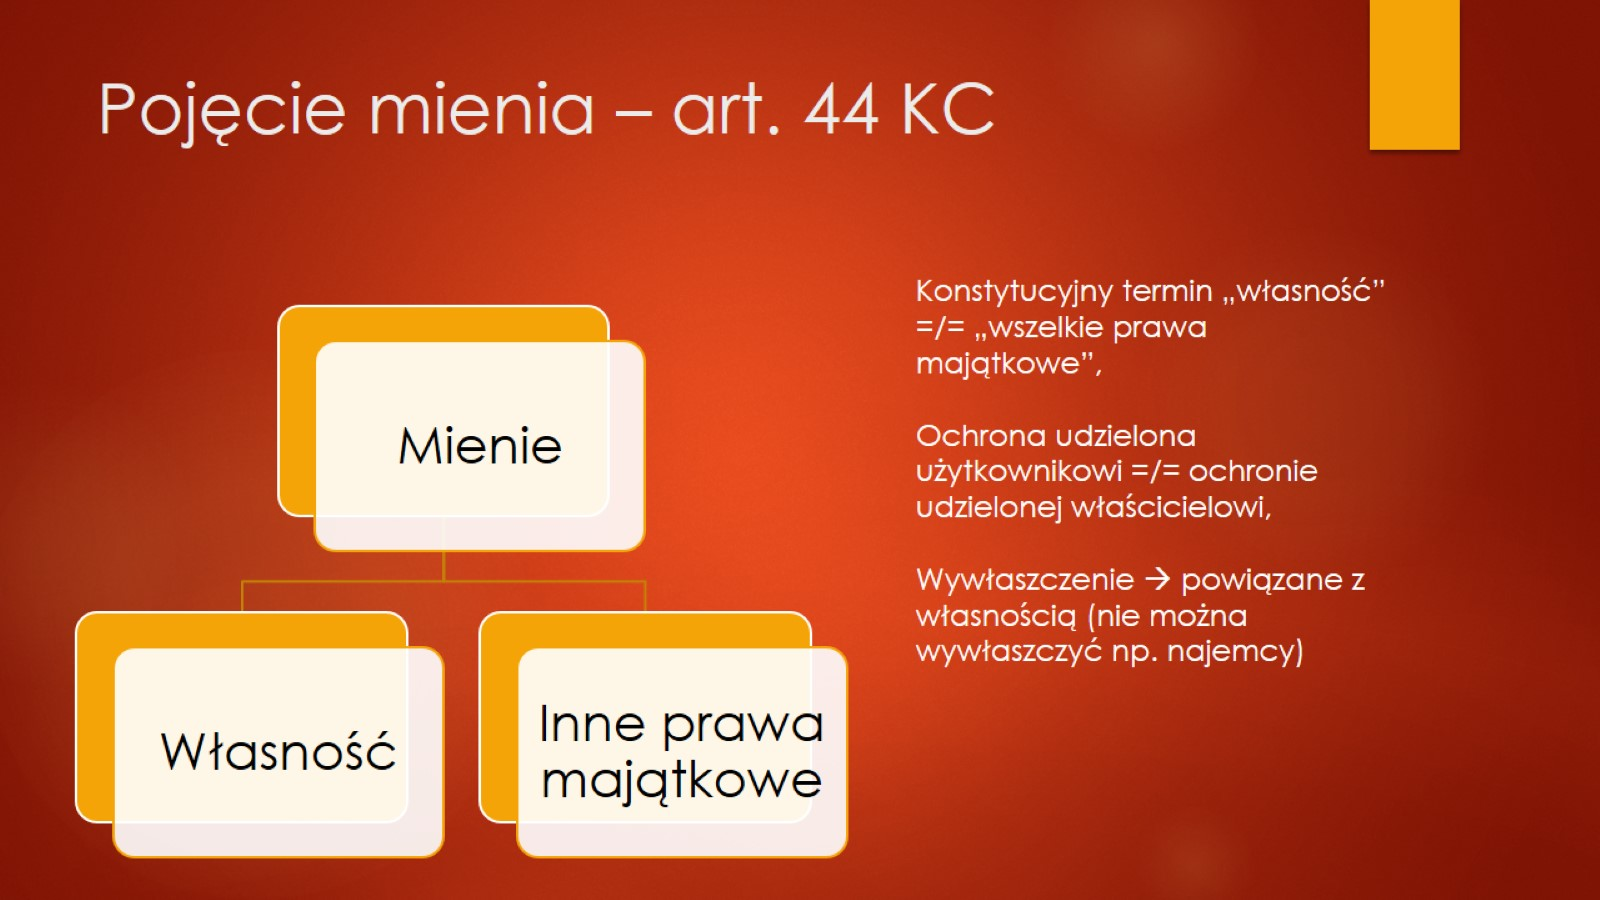 Pojęcie mienia – art. 44 KC
Mienie
Własność
Inne prawa
majątkowe
Konstytucyjny termin „własność”
=/= „wszelkie prawa
majątkowe”,
Ochrona udzielona
użytkownikowi =/= ochronie
udzielonej właścicielowi,
Wywłaszczenie → powiązane z
własnością (nie można
wywłaszczyć np. najemcy)